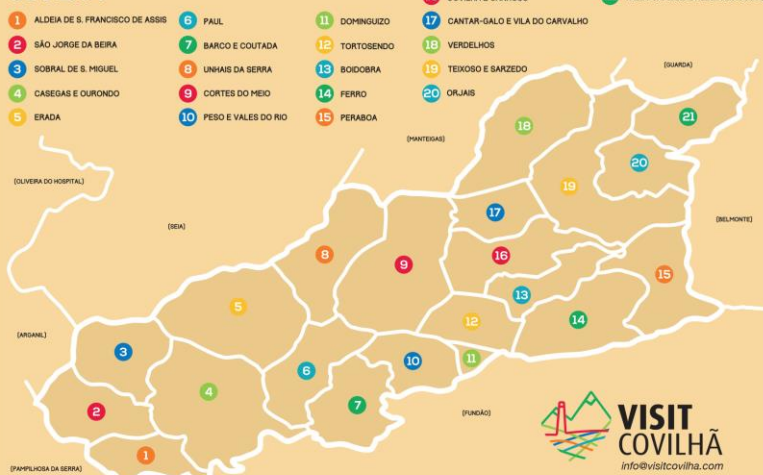 1 ALDEIA DE S. FRANCISCO DE ASSIS
2 SÃO JORGE DA BEIRA
3 SOBRAL DE S. MIGUEL
4 CASEGAS E OURONDO
5 ERADA
6 PAUL
7 BARCO E COUTADA
8 UNHAIS DA SERRA
9 CORTES DO MEIO
10 PESO E VALES DO RIO
11 DOMINGUIZO
12 TORTOSENDO
13 BOIDOBRA
14 FERRO
15 PERABOA
17 CANTAR-GALO E VILA DO CARVALHO
18 VERDELHOS
19 TEIXOSO E SARZEDO
20 ORJAIS
(GUARDA)
18
21
(MANTEIGAS)
20
(OLIVEIRA DO HOSPITAL)
19
17
(BELMONTE)
(SEIA)
8
16
9
15
13
5
14
12
(ARGANIL)
3
11
10
6
4
7
2
(FUNDÃO)
1
(PAMPILHOSA DA SERRA)
VISIT
COVILHÃ
info@visitcovilha.com